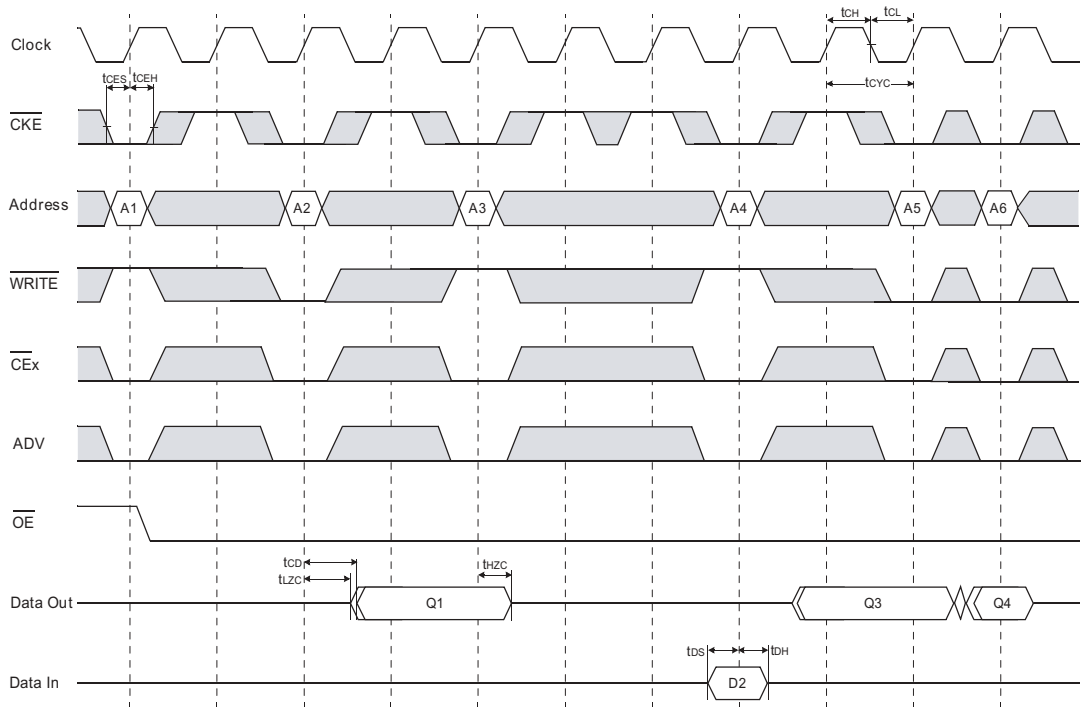 Clock
tCH
tCL
tCYC
tCES
tCEH
CKE
Address
A1
A2
A3
A4
A5
A6
WRITE
CEx
ADV
OE
tCD
tLZC
tHZC
Data Out
Q1
Q3
Q4
tDS
tDH
Data In
D2